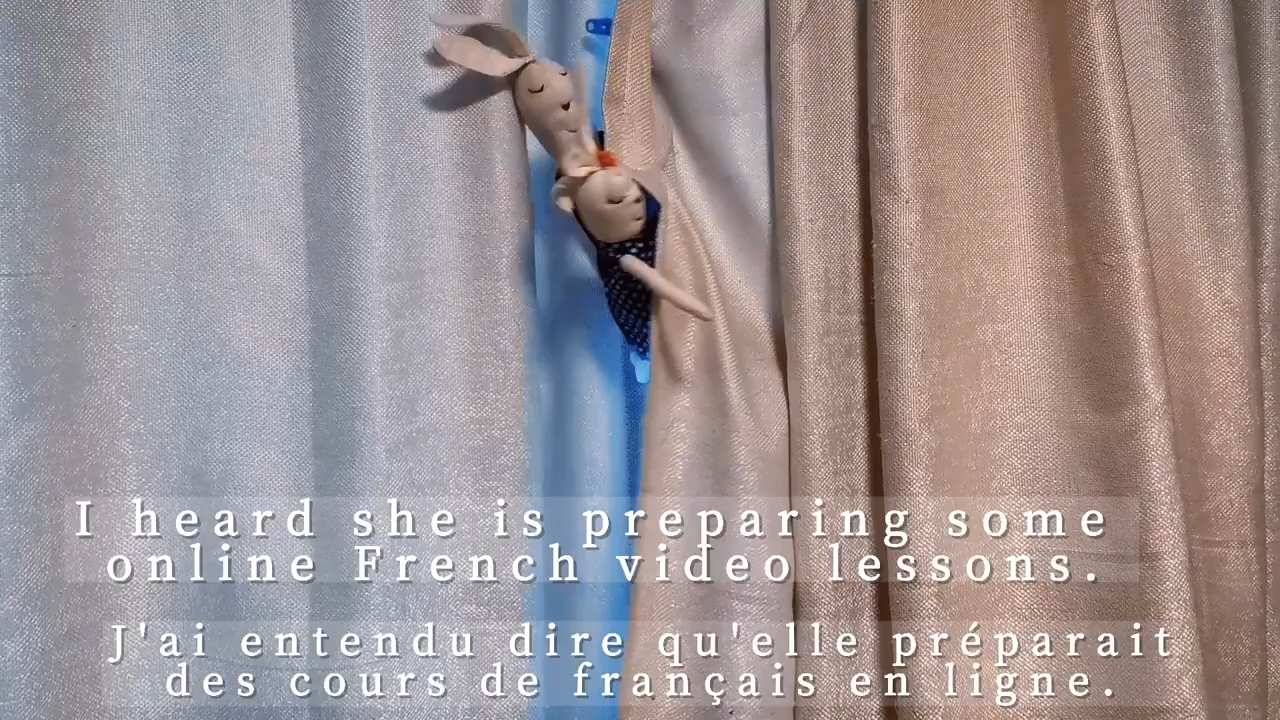 I heard she is preparing some
online French video lessons.
J'ai entendu dire qu'elle préparait
des cours de français en ligne.